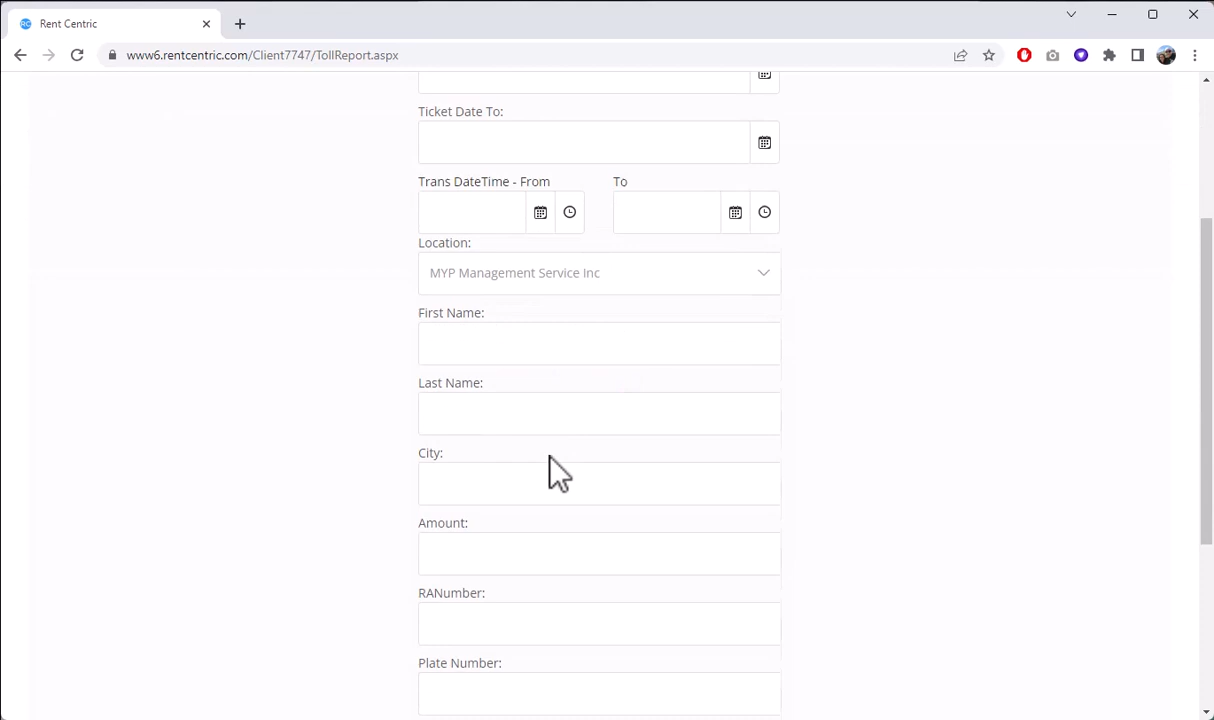 Rent Centric
www6.rentcentric.com/Client7747/TollReport.aspx
Ticket Date To:
Trans DateTime - From To
Location:
MYP Management Service Inc
First Name:
Last Name:
City:
Amount:
RANumber:
Plate Number: